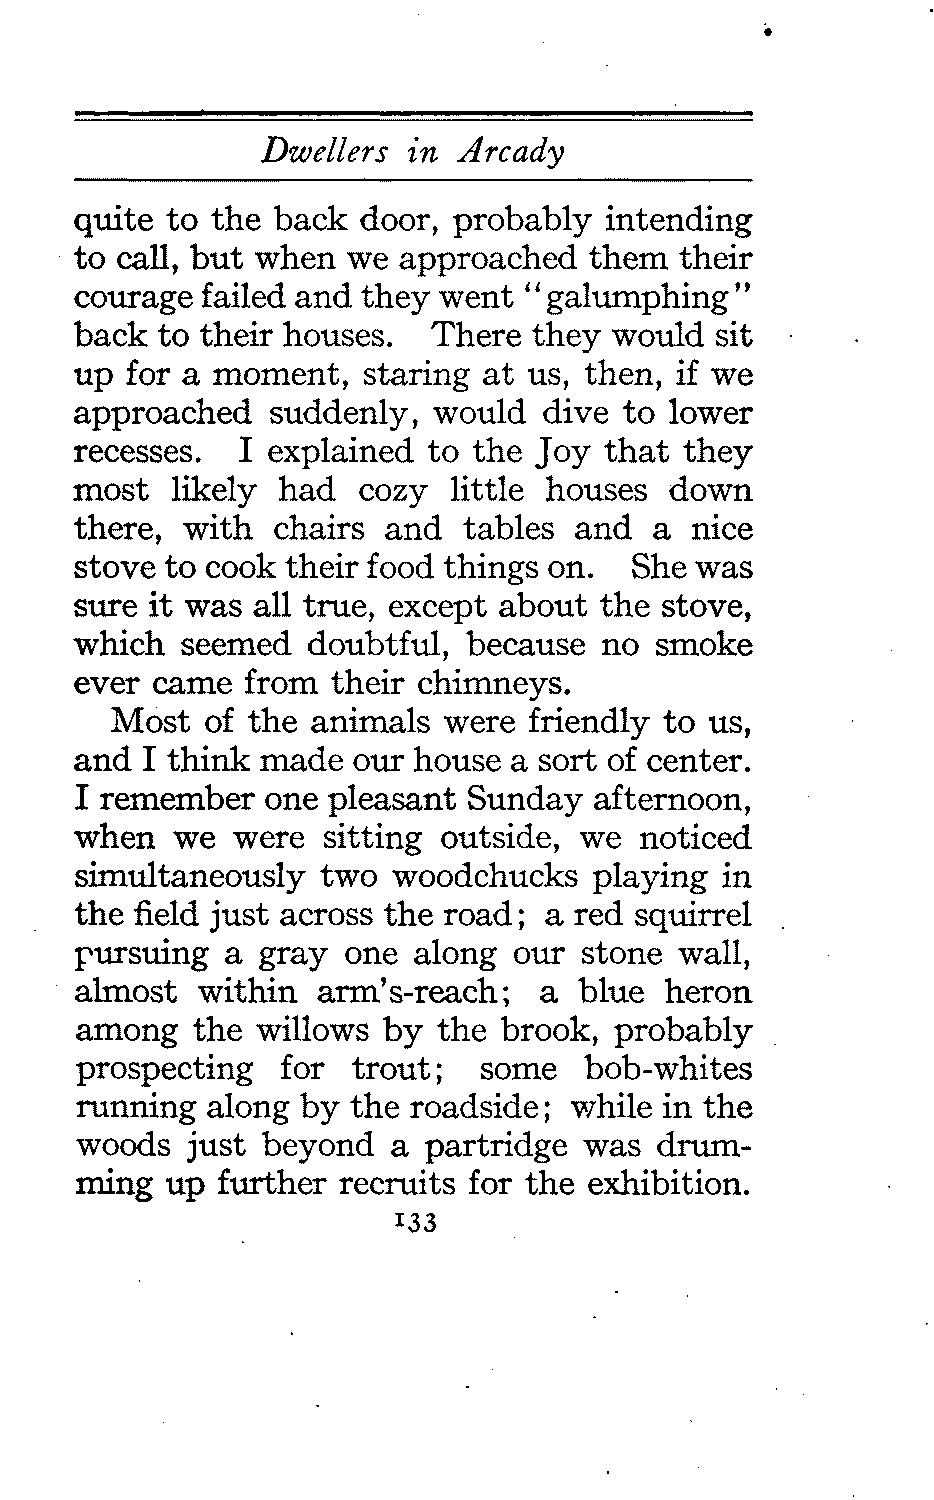 Dwellers in Arcady
quite to the back door, probably intending
to call, but when we approached them their
courage failed and they went "galumphing"
back to their houses. There they would sit
up for a moment, staring at us, then, if we
approached suddenly, would dive to lower
recesses. I explained to the Joy that they
most likely had cozy little houses down
there, with chairs and tables and a nice
stove to cook their food things on. She was
sure it was all true, except about the stove,
which seemed doubtful, because no smoke
ever came from their chimneys.
Most of the animals were friendly to us,
and I think made our house a sort of center.
I remember one pleasant Sunday afternoon,
when we were sitting outside, we noticed
simultaneously two woodchucks playing in
the field just across the road; a red squirrel
pursuing a gray one along our stone wall,
almost within arm's-reach; a blue heron
among the willows by the brook, probably
prospecting for trout; some bob-whites
running along by the roadside; while in the
woods just beyond a partridge was drum-
ming up further recruits for the exhibition.
133